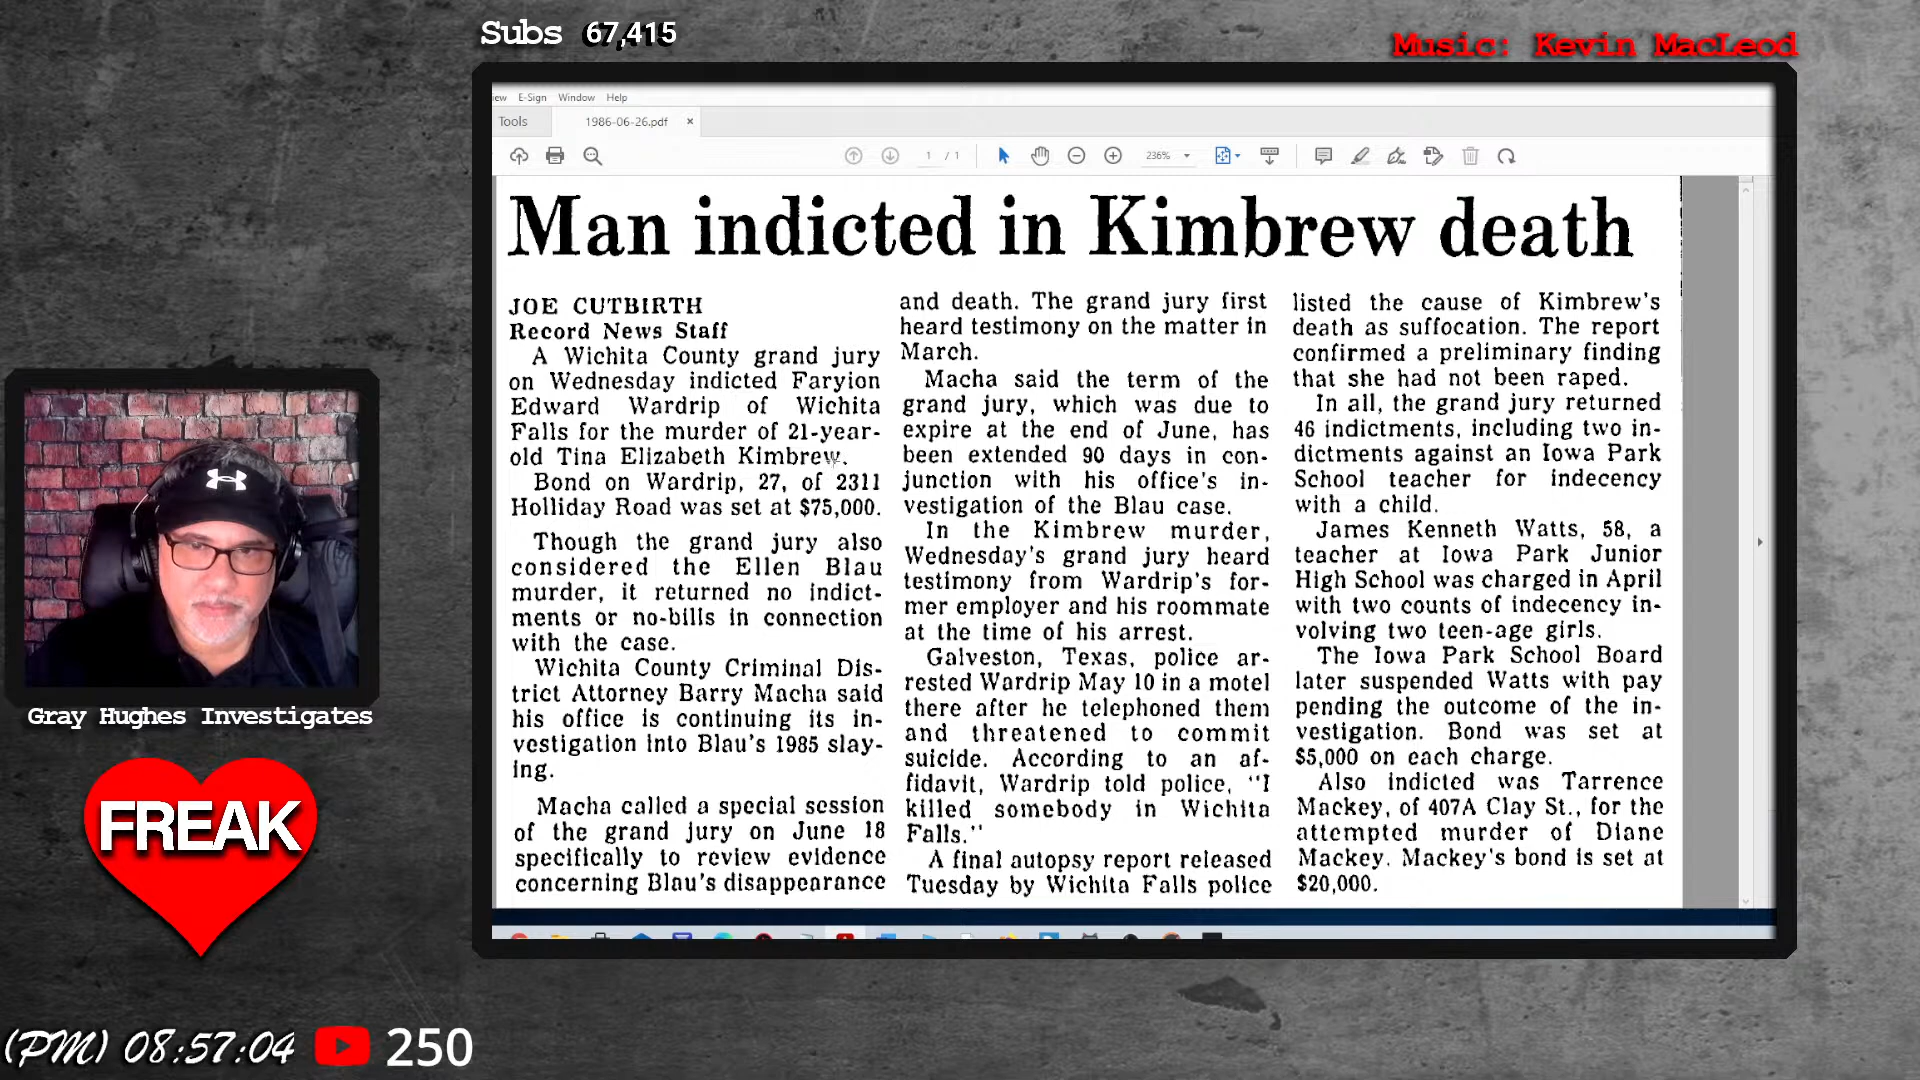 Subs 67,415
Music: Kevin MacLeod
iew E-Sign Window Help
Tools 1986-06-26.pdf ×
1 / 1 236%
Man indicted in Kimbrew death
JOE CUTBIRTH
Record News Staff
A Wichita County grand jury
on Wednesday indicted Faryion
Edward Wardrip of Wichita
Falls for the murder of 21-year-
old Tina Elizabeth Kimbrew.
Bond on Wardrip, 27, of 2311
Holliday Road was set at $75,000.
Though the grand jury also
considered the Ellen Blau
murder, it returned no indict-
ments or no-bills in connection
with the case.
Wichita County Criminal Dis-
trict Attorney Barry Macha said
his office is continuing its in-
vestigation into Blau's 1985 slay-
ing.
Macha called a special session
of the grand jury on June 18
specifically to review evidence
concerning Blau's disappearance
and death. The grand jury first
heard testimony on the matter in
March.
Macha said the term of the
grand jury, which was due to
expire at the end of June, has
been extended 90 days in con-
junction with his office's in-
vestigation of the Blau case.
In the Kimbrew murder,
Wednesday's grand jury heard
testimony from Wardrip's for-
mer employer and his roommate
at the time of his arrest.
Galveston, Texas, police ar-
rested Wardrip May 10 in a motel
there after he telephoned them
and threatened to commit
suicide. According to an af-
fidavit, Wardrip told police, "I
killed somebody in Wichita
Falls."
A final autopsy report released
Tuesday by Wichita Falls police
listed the cause of Kimbrew's
death as suffocation. The report
confirmed a preliminary finding
that she had not been raped.
In all, the grand jury returned
46 indictments, including two in-
dictments against an Iowa Park
School teacher for indecency
with a child.
James Kenneth Watts, 58, a
teacher at Iowa Park Junior
High School was charged in April
with two counts of indecency in-
volving two teen-age girls.
The Iowa Park School Board
later suspended Watts with pay
pending the outcome of the in-
vestigation. Bond was set at
$5,000 on each charge.
Also indicted was Tarrence
Mackey, of 407A Clay St., for the
attempted murder of Diane
Mackey. Mackey's bond is set at
$20,000.
Gray Hughes Investigates
FREAK
(PM) 08:57:04 250